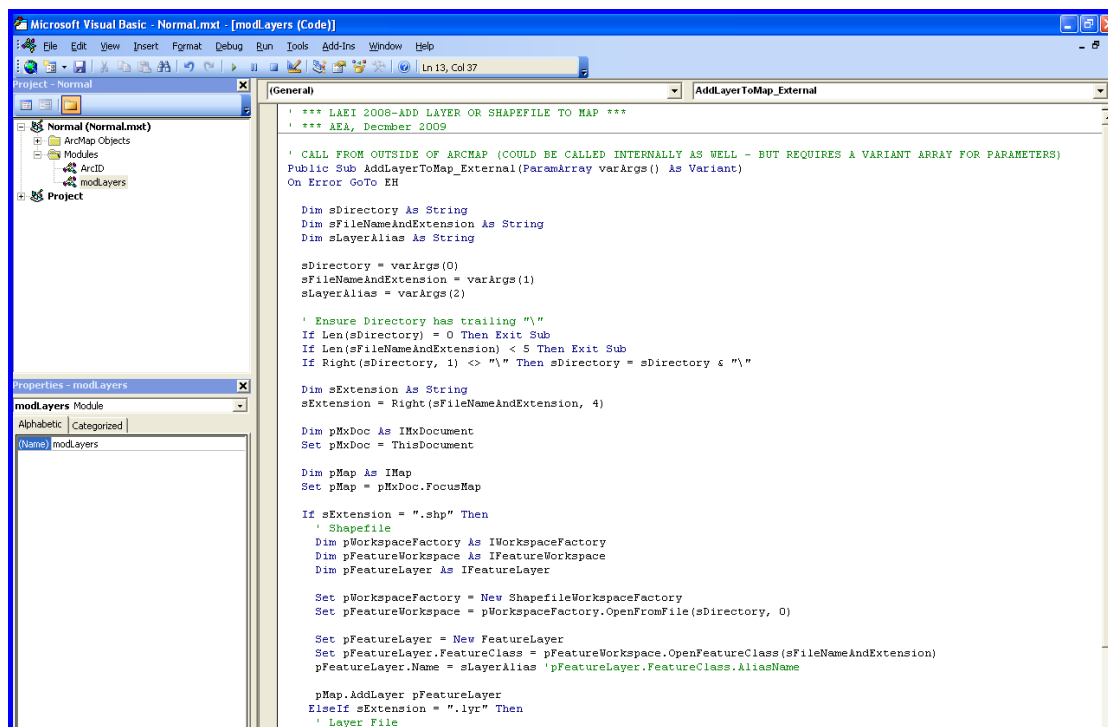 Microsoft Visual Basic - Normal.mxt - [modLayers (Code)]
File Edit View Insert Format Debug Run Tools Add-Ins Window Help
Ln 13, Col 37
Project - Normal
Normal (Normal.mxt)
ArcMap Objects
Modules
ArcID
modLayers
Project
Properties - modLayers
modLayers Module
Alphabetic Categorized
(Name) modLayers
(General) AddLayerToMap_External
' *** LAEI 2008-ADD LAYER OR SHAPEFILE TO MAP ***
' *** AEA, Decmber 2009
' CALL FROM OUTSIDE OF ARCMAP (COULD BE CALLED INTERNALLY AS WELL - BUT REQUIRES A VARIANT ARRAY FOR PARAMETERS)
Public Sub AddLayerToMap_External(ParamArray varArgs() As Variant)
On Error GoTo EH
Dim sDirectory As String
Dim sFileNameAndExtension As String
Dim sLayerAlias As String
sDirectory = varArgs(0)
sFileNameAndExtension = varArgs(1)
sLayerAlias = varArgs(2)
' Ensure Directory has trailing "\"
If Len(sDirectory) = 0 Then Exit Sub
If Len(sFileNameAndExtension) < 5 Then Exit Sub
If Right(sDirectory, 1) <> "\" Then sDirectory = sDirectory & "\"
Dim sExtension As String
sExtension = Right(sFileNameAndExtension, 4)
Dim pMxDoc As IMxDocument
Set pMxDoc = ThisDocument
Dim pMap As IMap
Set pMap = pMxDoc.FocusMap
If sExtension = ".shp" Then
' Shapefile
Dim pWorkspaceFactory As IWorkspaceFactory
Dim pFeatureWorkspace As IFeatureWorkspace
Dim pFeatureLayer As IFeatureLayer
Set pWorkspaceFactory = New ShapefileWorkspaceFactory
Set pFeatureWorkspace = pWorkspaceFactory.OpenFromFile(sDirectory, 0)
Set pFeatureLayer = New FeatureLayer
Set pFeatureLayer.FeatureClass = pFeatureWorkspace.OpenFeatureClass(sFileNameAndExtension)
pFeatureLayer.Name = sLayerAlias 'pFeatureLayer.FeatureClass.AliasName
pMap.AddLayer pFeatureLayer
ElseIf sExtension = ".lyr" Then
' Layer File